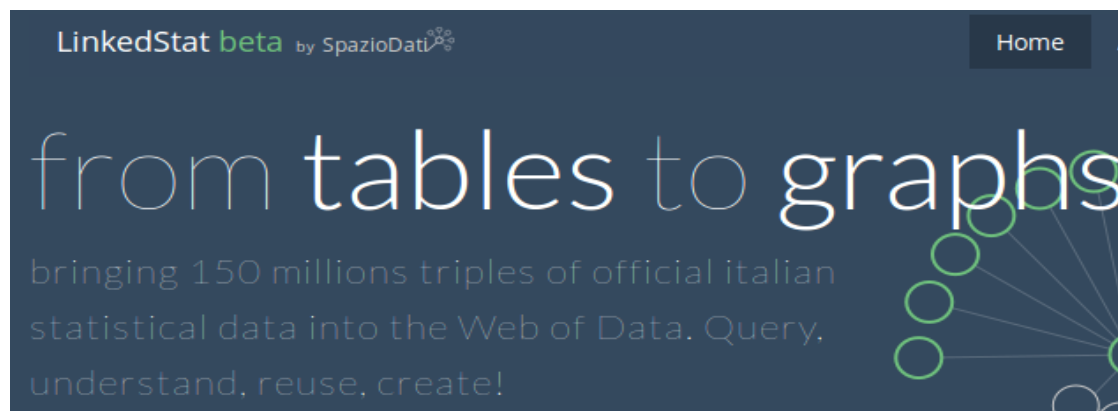 LinkedStat beta by SpazioDati
Home
from tables to graphs
bringing 150 millions triples of official italian
statistical data into the Web of Data. Query,
understand, reuse, create!